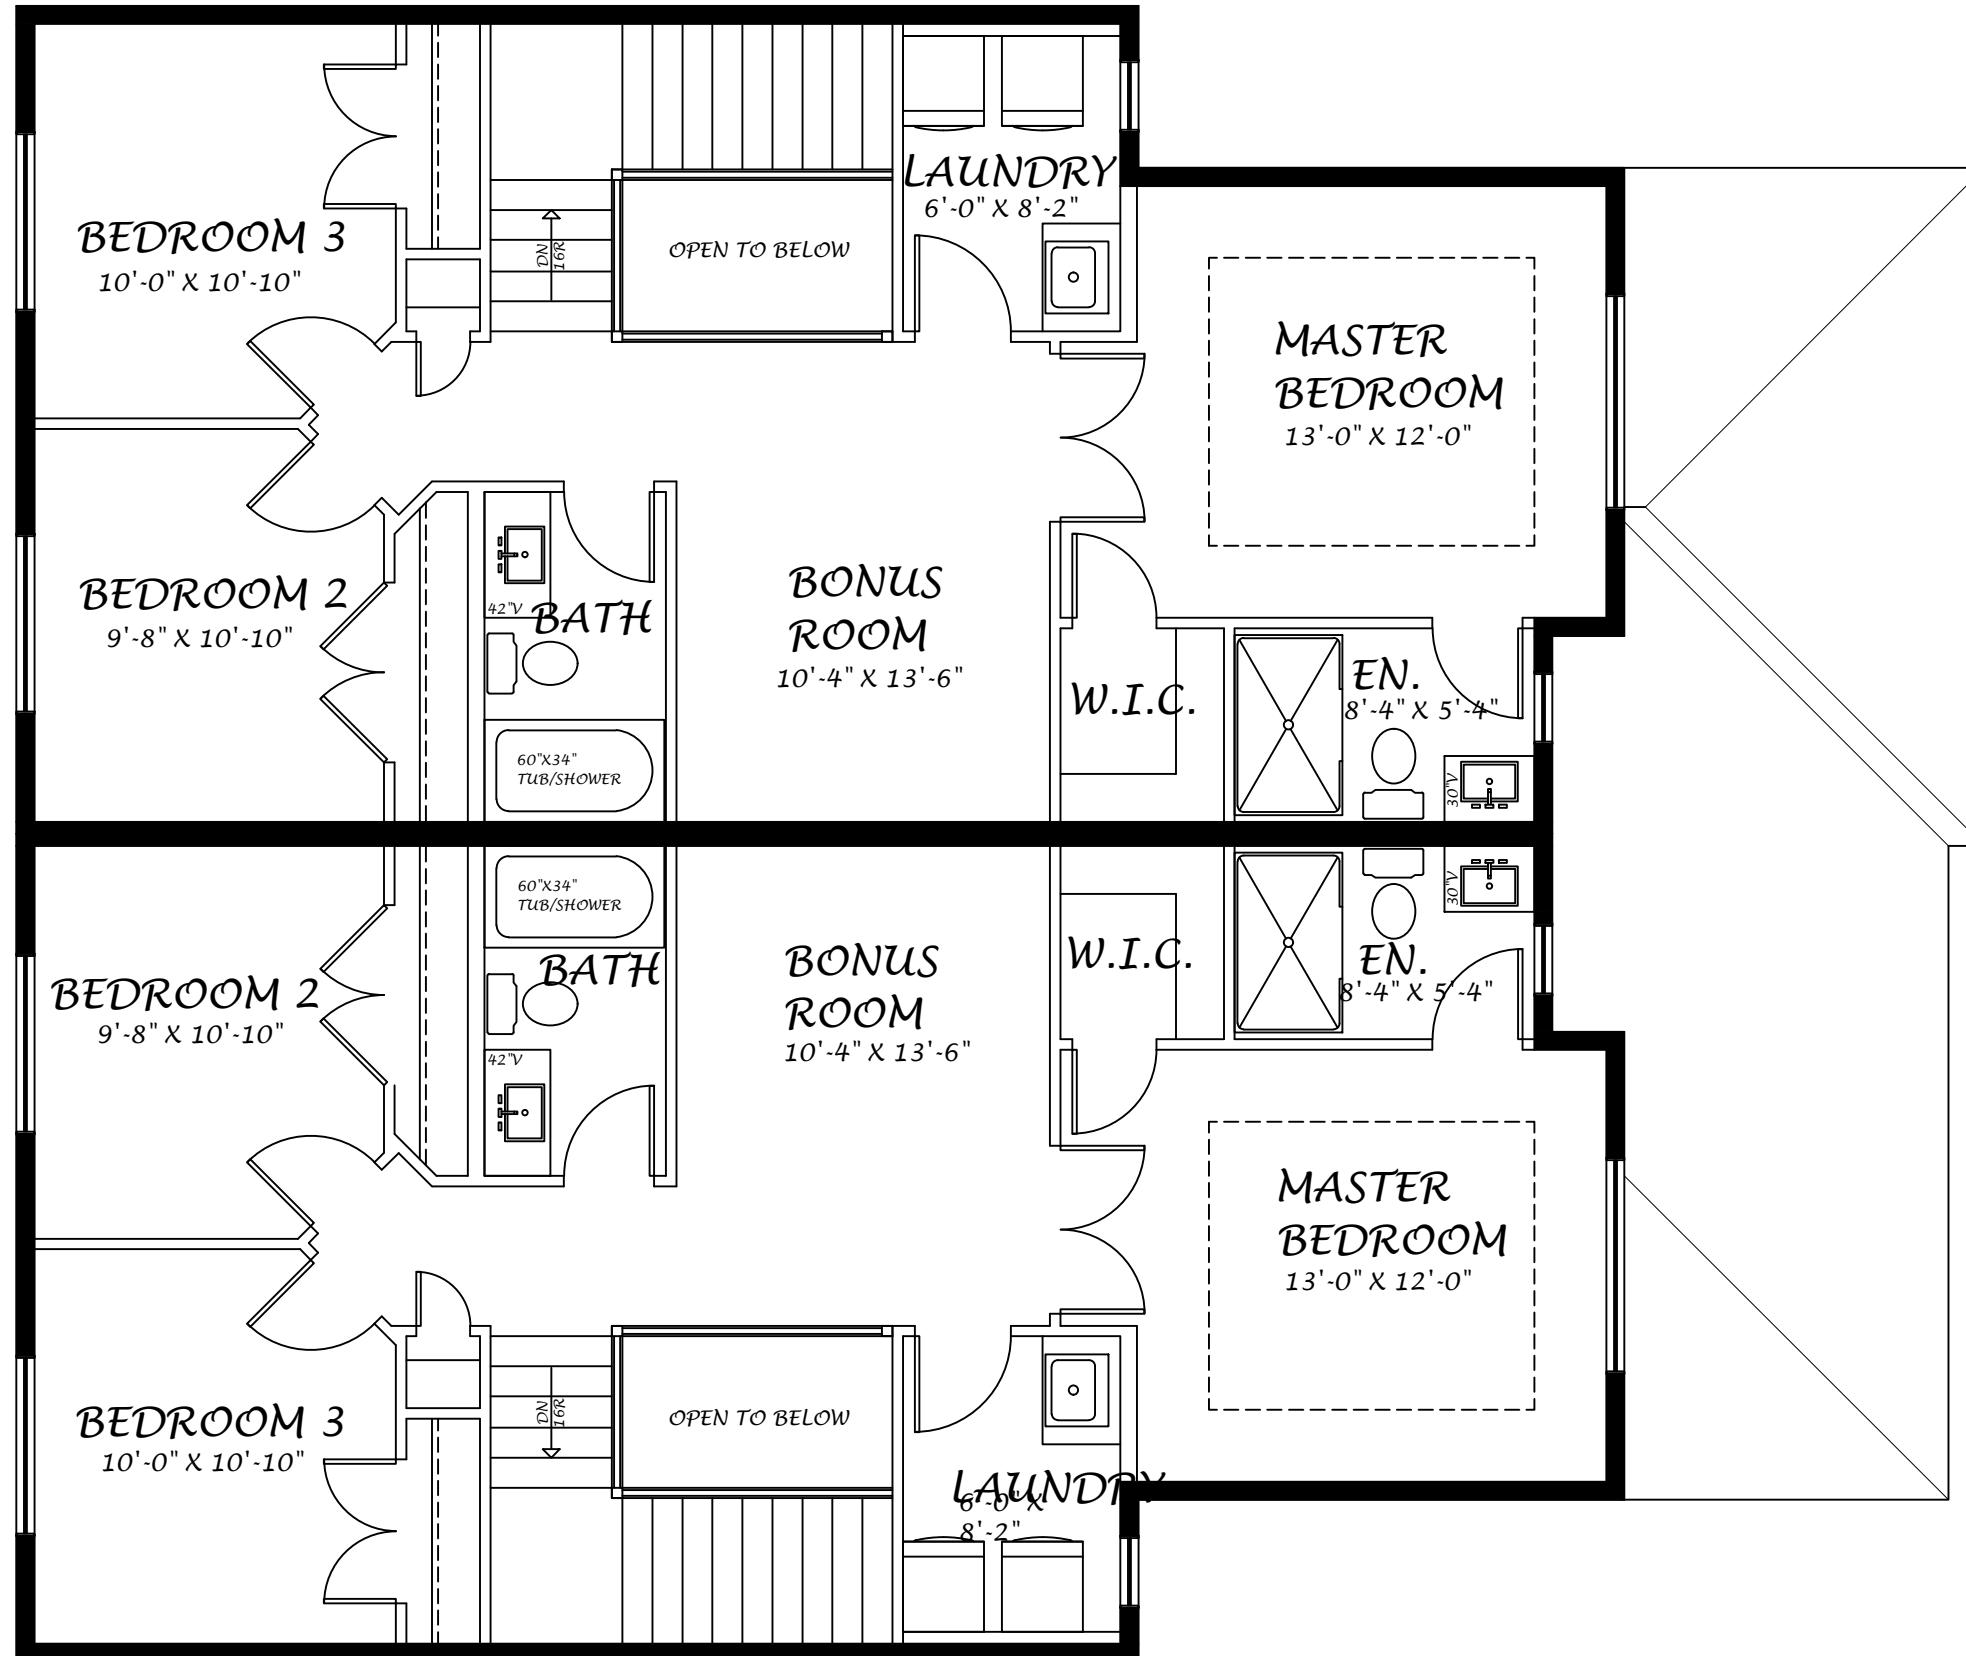 LAUNDRY
6'-0" X 8'-2"
BEDROOM 3
10'-0" X 10'-10"
DN
16R
OPEN TO BELOW
MASTER
BEDROOM
13'-0" X 12'-0"
BEDROOM 2
9'-8" X 10'-10"
42"V
BATH
BONUS
ROOM
10'-4" X 13'-6"
W.I.C.
EN.
8'-4" X 5'-4"
60"X34"
TUB/SHOWER
30"V
60"X34"
TUB/SHOWER
30"V
BEDROOM 2
9'-8" X 10'-10"
BATH
42"V
BONUS
ROOM
10'-4" X 13'-6"
W.I.C.
EN.
8'-4" X 5'-4"
MASTER
BEDROOM
13'-0" X 12'-0"
BEDROOM 3
10'-0" X 10'-10"
DN
16R
OPEN TO BELOW
LAUNDRY
6'-0" X
8'-2"